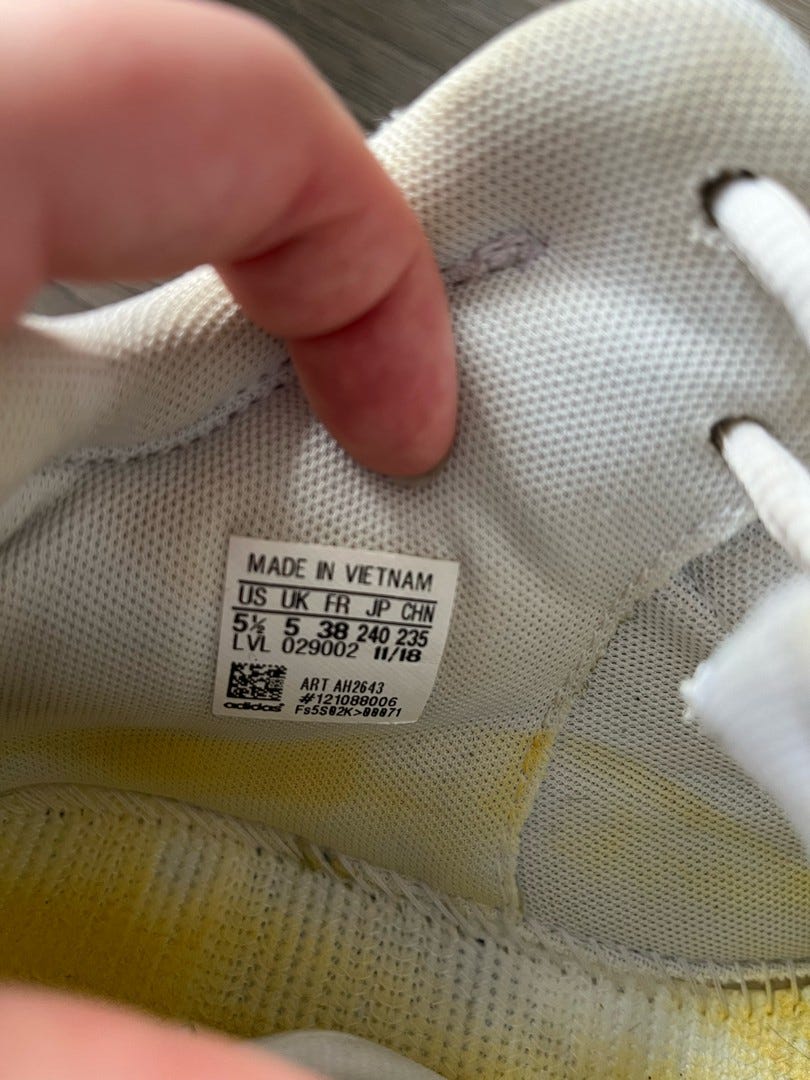 MADE IN VIETNAM
US UK FR JP CHN
5½ 5 38 240 235
LVL 029002 11/18
ART AH2643
#121088006
Fs5S02K>00071
adidas